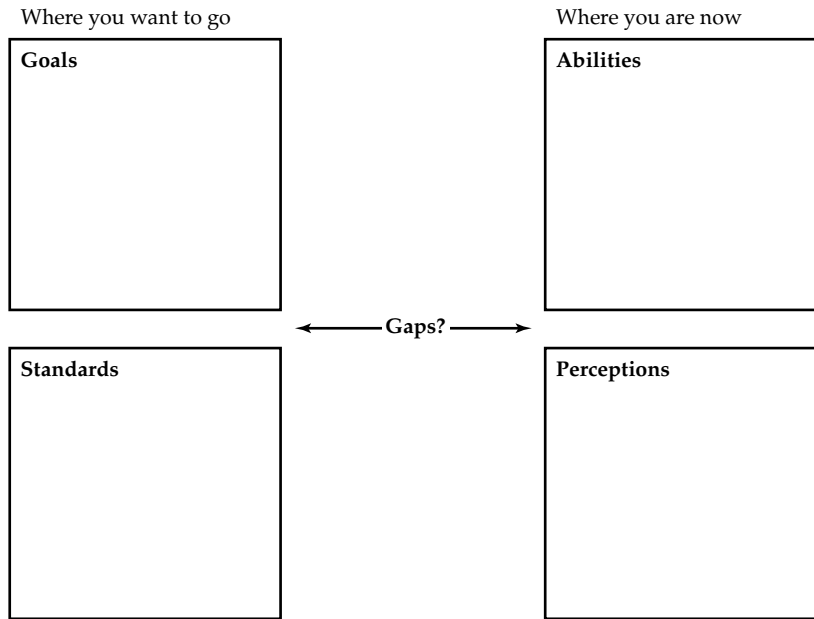 Where you want to go
Where you are now
Goals
Abilities
Gaps?
Standards
Perceptions